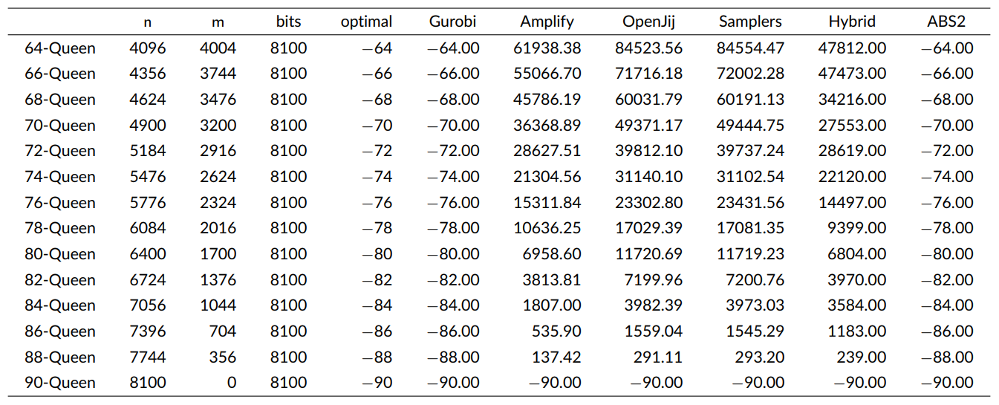 n m bits optimal Gurobi Amplify OpenJij Samplers Hybrid ABS2
64-Queen 4096 4004 8100 −64 −64.00 61938.38 84523.56 84554.47 47812.00 −64.00
66-Queen 4356 3744 8100 −66 −66.00 55066.70 71716.18 72002.28 47473.00 −66.00
68-Queen 4624 3476 8100 −68 −68.00 45786.19 60031.79 60191.13 34216.00 −68.00
70-Queen 4900 3200 8100 −70 −70.00 36368.89 49371.17 49444.75 27553.00 −70.00
72-Queen 5184 2916 8100 −72 −72.00 28627.51 39812.10 39737.24 28619.00 −72.00
74-Queen 5476 2624 8100 −74 −74.00 21304.56 31140.10 31102.54 22120.00 −74.00
76-Queen 5776 2324 8100 −76 −76.00 15311.84 23302.80 23431.56 14497.00 −76.00
78-Queen 6084 2016 8100 −78 −78.00 10636.25 17029.39 17081.35 9399.00 −78.00
80-Queen 6400 1700 8100 −80 −80.00 6958.60 11720.69 11719.23 6804.00 −80.00
82-Queen 6724 1376 8100 −82 −82.00 3813.81 7199.96 7200.76 3970.00 −82.00
84-Queen 7056 1044 8100 −84 −84.00 1807.00 3982.39 3973.03 3584.00 −84.00
86-Queen 7396 704 8100 −86 −86.00 535.90 1559.04 1545.29 1183.00 −86.00
88-Queen 7744 356 8100 −88 −88.00 137.42 291.11 293.20 239.00 −88.00
90-Queen 8100 0 8100 −90 −90.00 −90.00 −90.00 −90.00 −90.00 −90.00